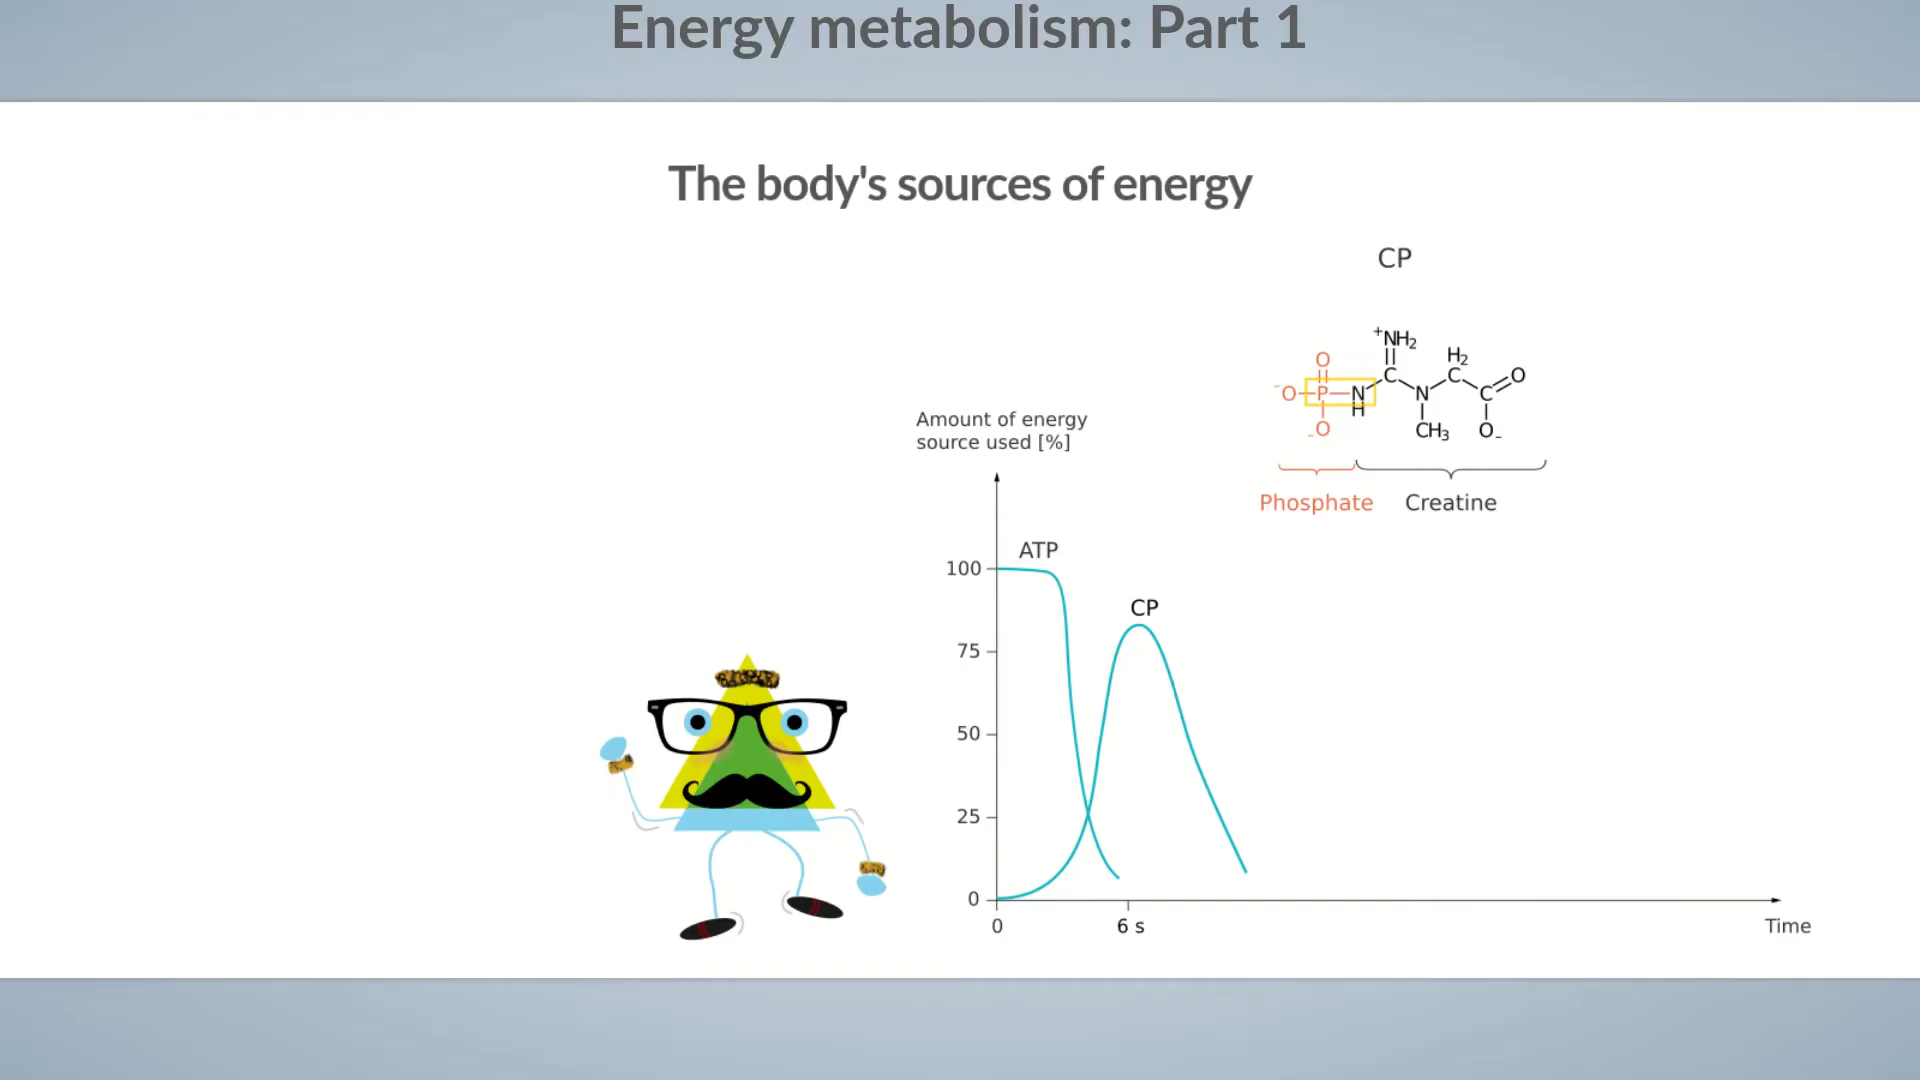 Energy metabolism: Part 1
The body's sources of energy
CP
+NH₂
O
H₂
C
C
O
⁻O
P
N
H
N
C
⁻O
CH₃
O₋
Phosphate
Creatine
Amount of energy
source used [%]
ATP
100
CP
75
50
25
0
0
6 s
Time